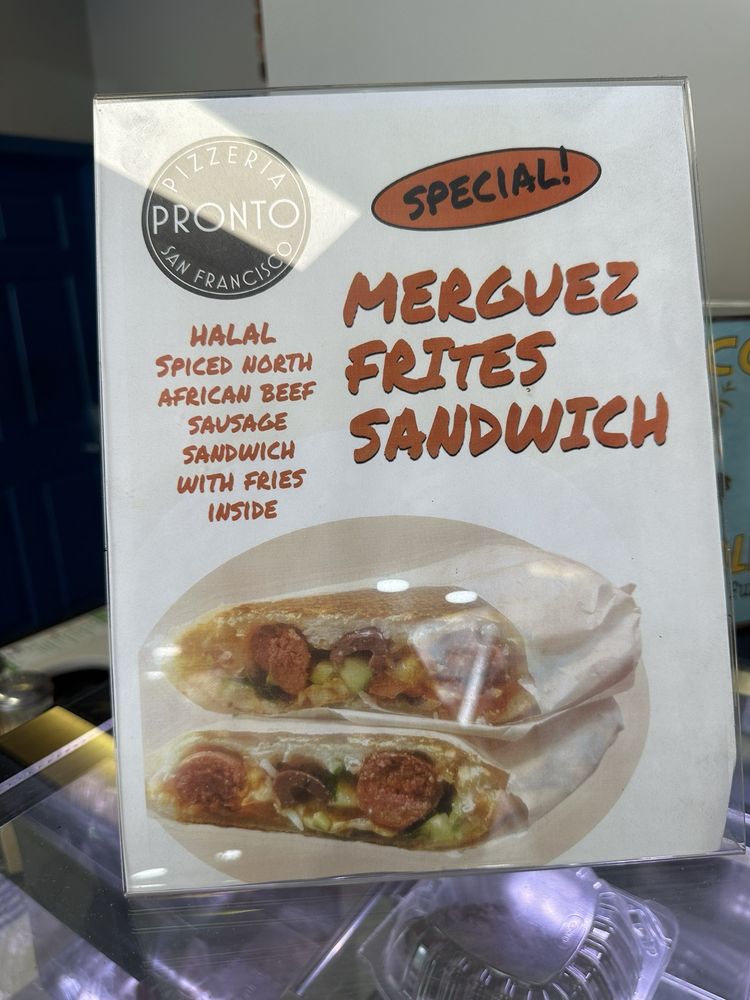 PIZZERIA
PRONTO
SAN FRANCISCO
SPECIAL!
MERGUEZ
FRITES
SANDWICH
HALAL
SPICED NORTH
AFRICAN BEEF
SAUSAGE
SANDWICH
WITH FRIES
INSIDE